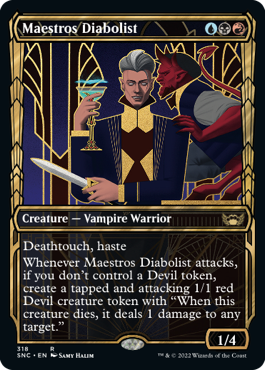 Maestros Diabolist
Creature — Vampire Warrior
Deathtouch, haste
Whenever Maestros Diabolist attacks,
if you don't control a Devil token,
create a tapped and attacking 1/1 red
Devil creature token with “When this
creature dies, it deals 1 damage to any
target.”
1/4
318 R
SNC • EN SAMY HALIM
™ & © 2022 Wizards of the Coast